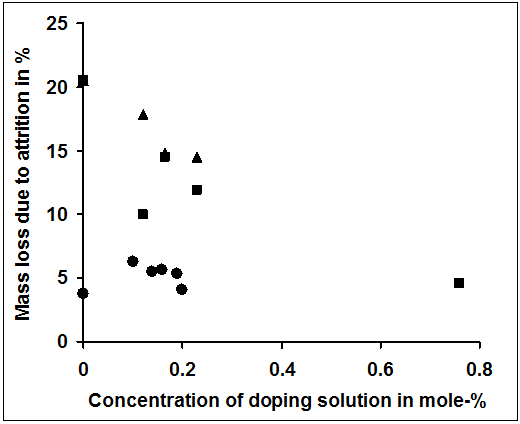 25
20
15
10
5
0
Mass loss due to attrition in %
0 0.2 0.4 0.6 0.8
Concentration of doping solution in mole-%